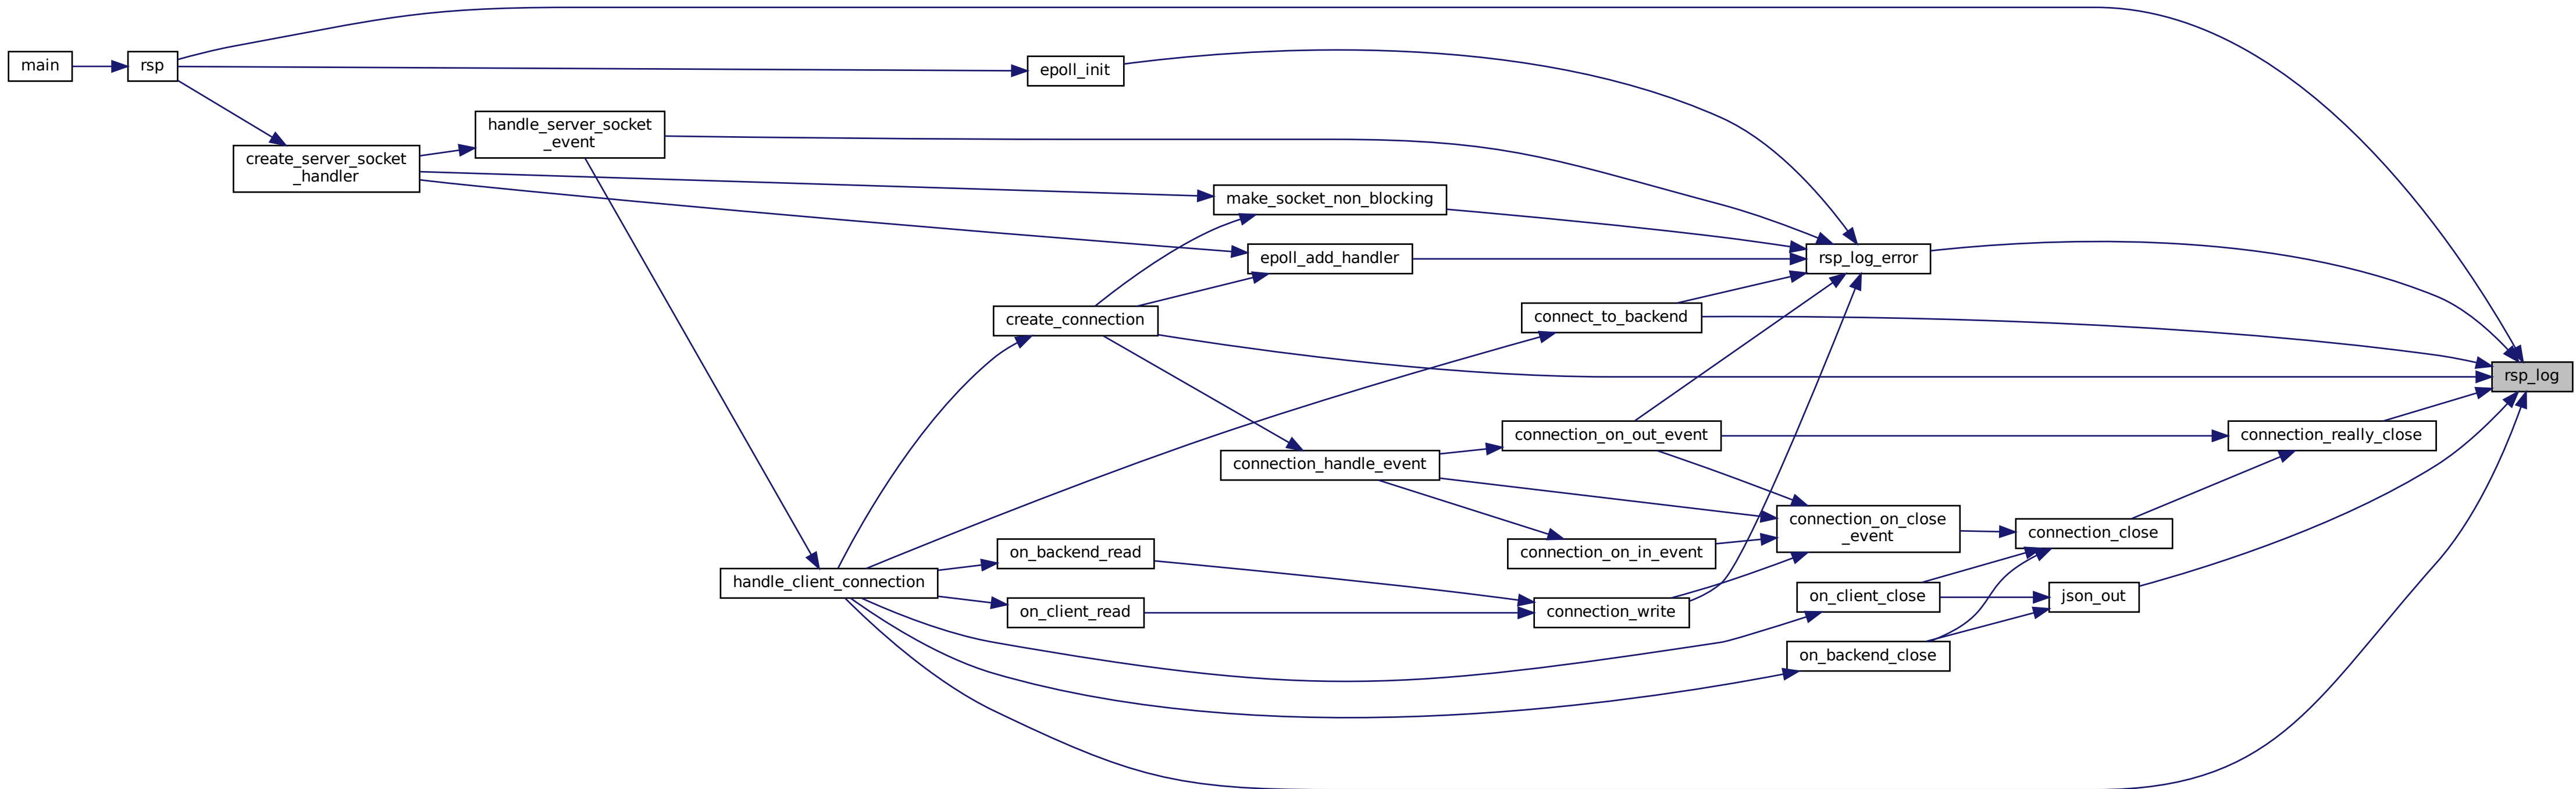 main
rsp
epoll_init
handle_server_socket
_event
create_server_socket
_handler
make_socket_non_blocking
epoll_add_handler
rsp_log_error
create_connection
connect_to_backend
rsp_log
connection_on_out_event
connection_really_close
connection_handle_event
connection_on_close
_event
connection_close
on_backend_read
connection_on_in_event
handle_client_connection
on_client_read
connection_write
on_client_close
json_out
on_backend_close